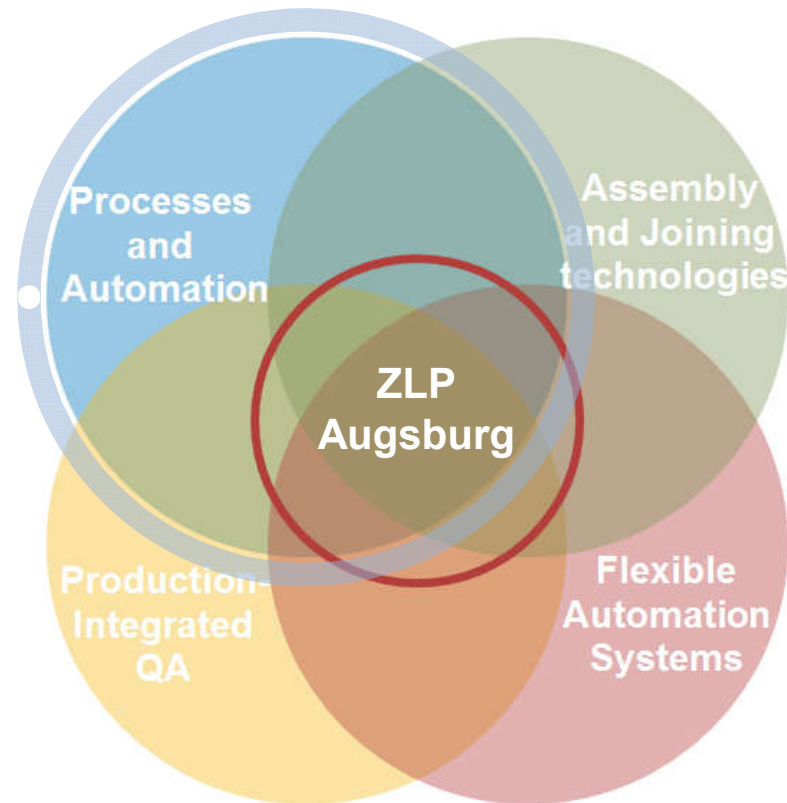 Processes
and
Automation
Assembly
and Joining
technologies
ZLP
Augsburg
Production-
Integrated
QA
Flexible
Automation
Systems